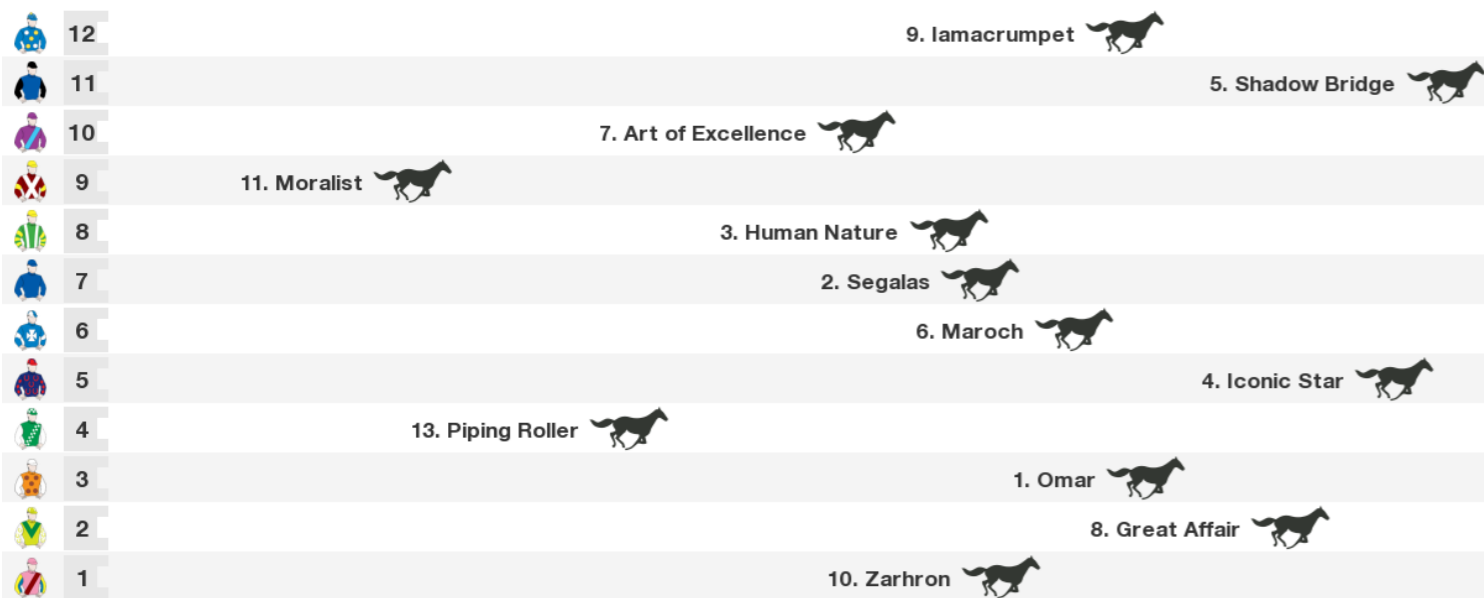 12 9. Iamacrumpet
11 5. Shadow Bridge
10 7. Art of Excellence
9 11. Moralist
8 3. Human Nature
7 2. Segalas
6 6. Maroch
5 4. Iconic Star
4 13. Piping Roller
3 1. Omar
2 8. Great Affair
1 10. Zarhron